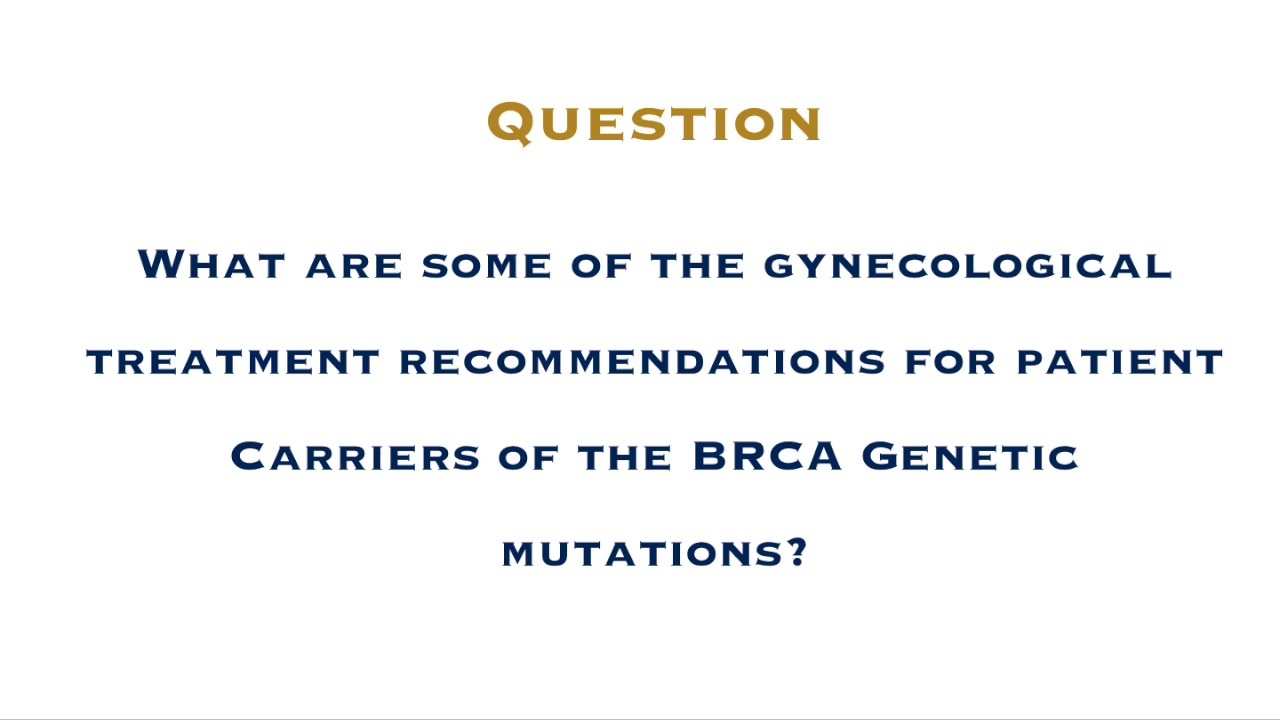 Question
What are some of the gynecological
treatment recommendations for patient
Carriers of the BRCA Genetic
mutations?